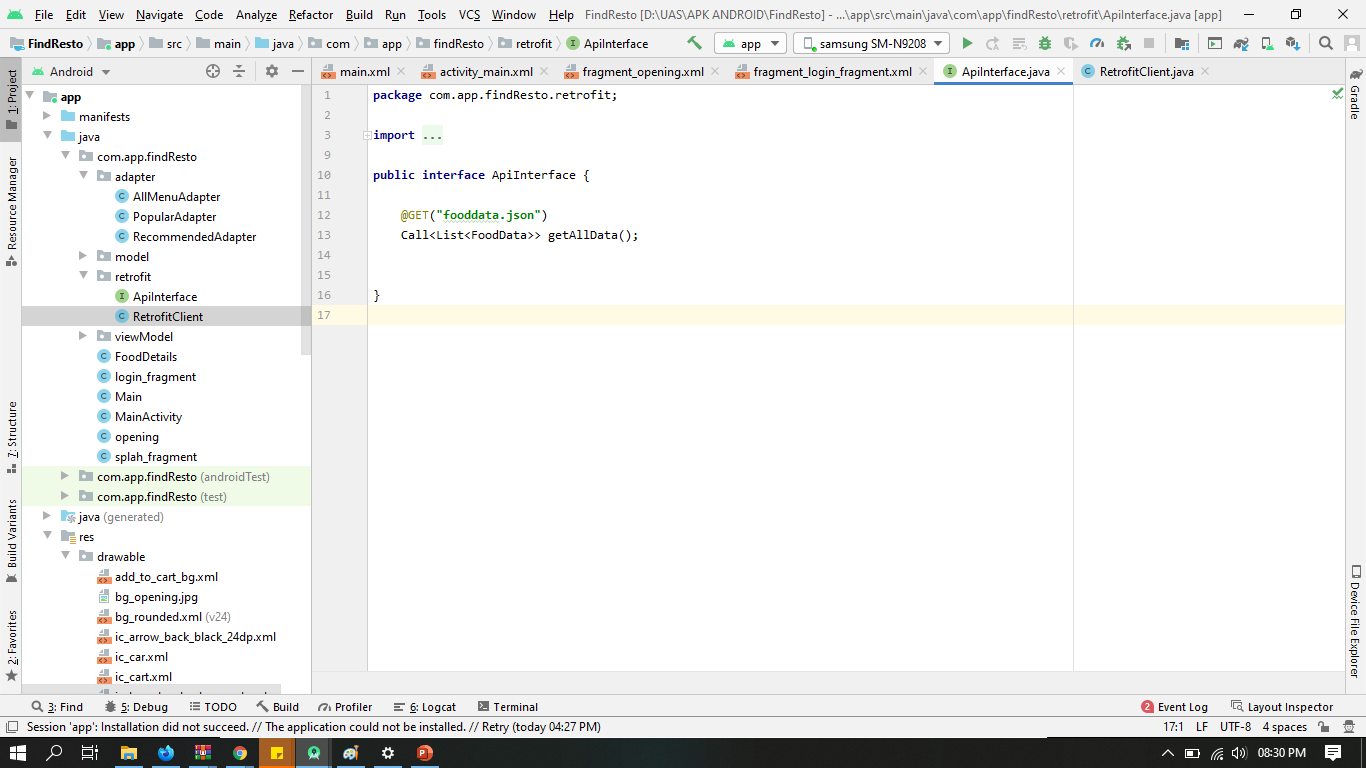 File Edit View Navigate Code Analyze Refactor Build Run Tools VCS Window Help FindResto [D:\UAS\APK ANDROID\FindResto] - ...\app\src\main\java\com\app\findResto\retrofit\ApiInterface.java [app]
FindResto app src main java com app findResto retrofit ApiInterface app samsung SM-N9208
Android main.xml activity_main.xml fragment_opening.xml fragment_login_fragment.xml ApiInterface.java RetrofitClient.java
1: Project
Resource Manager
7: Structure
Build Variants
2: Favorites
app
manifests
java
com.app.findResto
adapter
AllMenuAdapter
PopularAdapter
RecommendedAdapter
model
retrofit
ApiInterface
RetrofitClient
viewModel
FoodDetails
login_fragment
Main
MainActivity
opening
splah_fragment
com.app.findResto (androidTest)
com.app.findResto (test)
java (generated)
res
drawable
add_to_cart_bg.xml
bg_opening.jpg
bg_rounded.xml (v24)
ic_arrow_back_black_24dp.xml
ic_car.xml
ic_cart.xml
1 package com.app.findResto.retrofit;
2
3 import ...
9
10 public interface ApiInterface {
11
12 @GET("fooddata.json")
13 Call<List<FoodData>> getAllData();
14
15
16 }
17
Gradle
Device File Explorer
3: Find 5: Debug TODO Build Profiler 6: Logcat Terminal 2 Event Log Layout Inspector
Session 'app': Installation did not succeed. // The application could not be installed. // Retry (today 04:27 PM) 17:1 LF UTF-8 4 spaces
08:30 PM